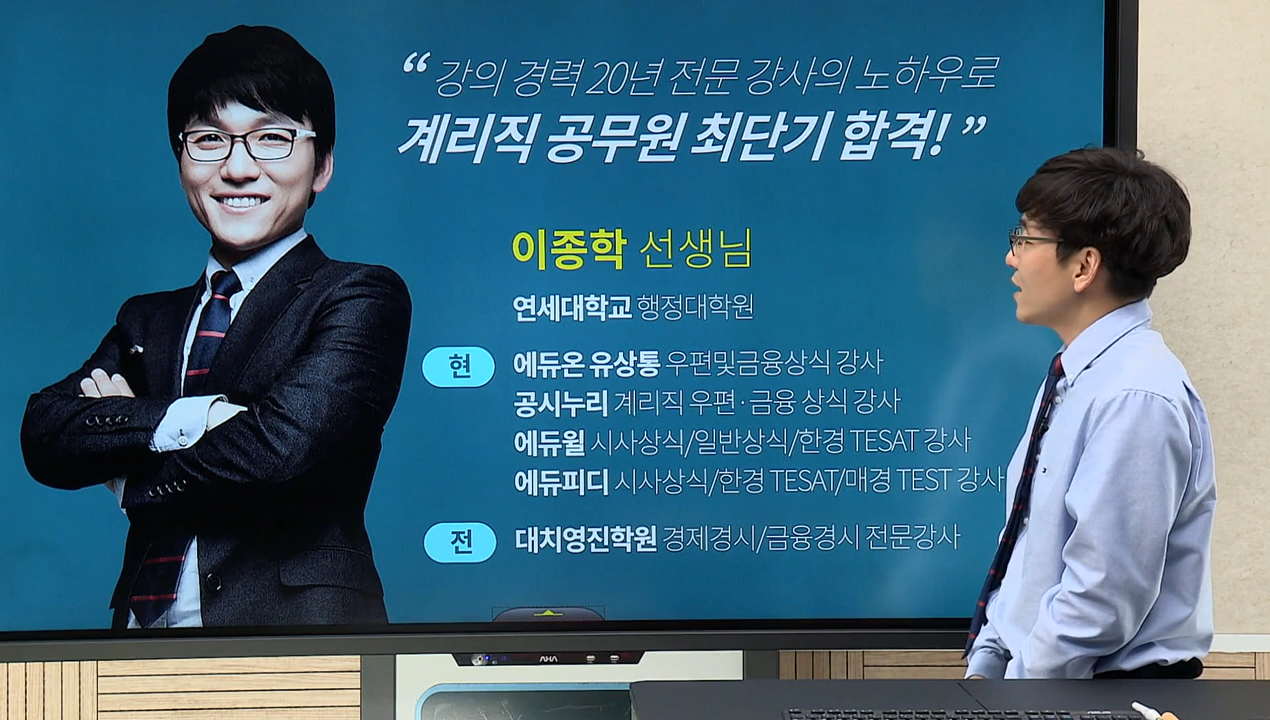 “ 강의 경력 20년 전문 강사의 노하우로
계리직 공무원 최단기 합격! ”
이종학 선생님
연세대학교 행정대학원
현 에듀온 유상통 우편및금융상식 강사
공시누리 계리직 우편·금융 상식 강사
에듀윌 시사상식/일반상식/한경 TESAT 강사
에듀피디 시사상식/한경 TESAT/매경 TEST 강사
전 대치영진학원 경제경시/금융경시 전문강사
AHA